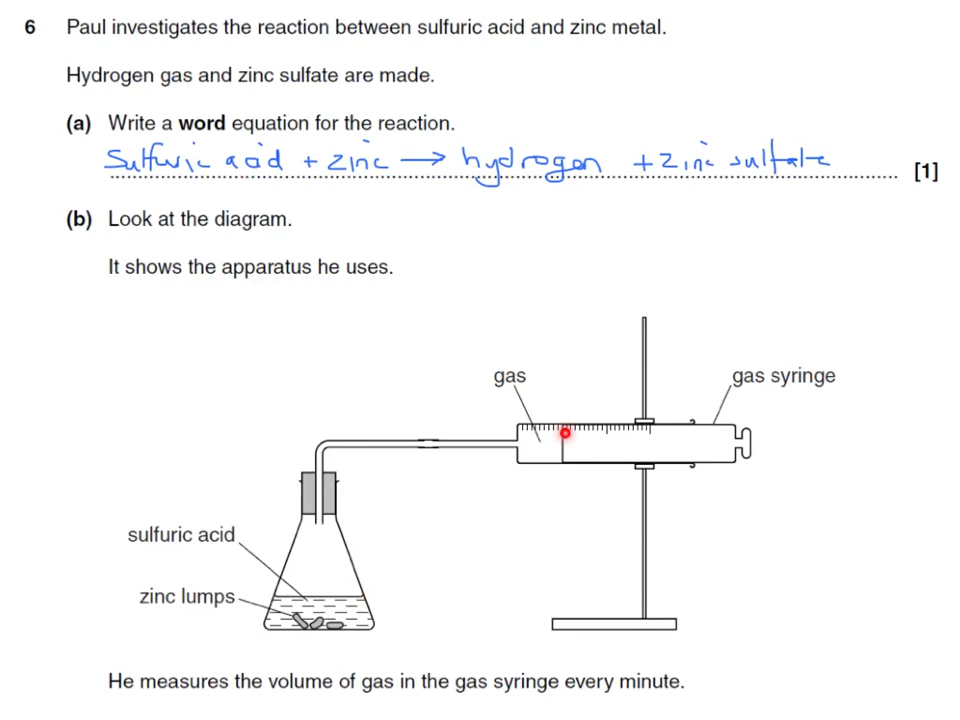 6 Paul investigates the reaction between sulfuric acid and zinc metal.
Hydrogen gas and zinc sulfate are made.
(a) Write a word equation for the reaction.
Sulfuric acid + zinc → hydrogen + zinc sulfate
[1]
(b) Look at the diagram.
It shows the apparatus he uses.
gas
gas syringe
sulfuric acid
zinc lumps
He measures the volume of gas in the gas syringe every minute.